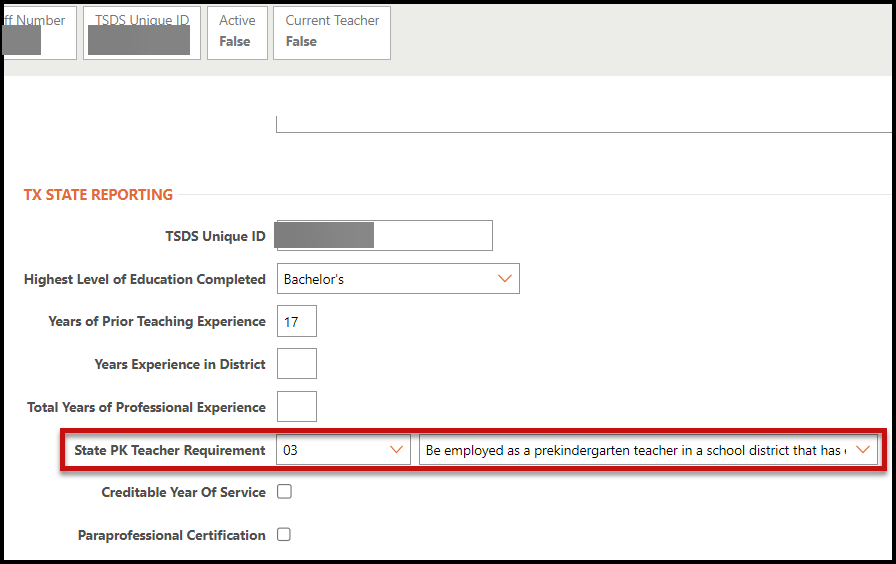 ff Number TSDS Unique ID Active Current Teacher
False False
TX STATE REPORTING
TSDS Unique ID
Highest Level of Education Completed Bachelor's
Years of Prior Teaching Experience 17
Years Experience in District
Total Years of Professional Experience
State PK Teacher Requirement 03 Be employed as a prekindergarten teacher in a school district that has
Creditable Year Of Service
Paraprofessional Certification